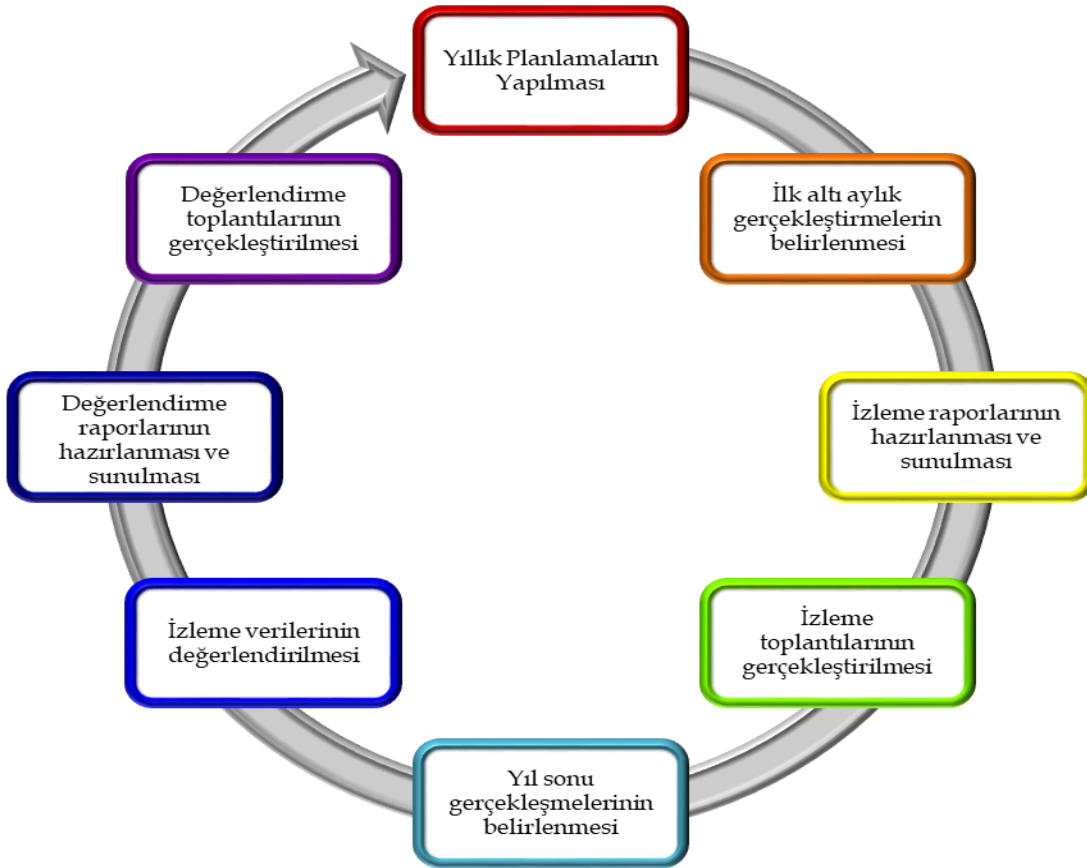 Yıllık Planlamaların
Yapılması
İlk altı aylık
gerçekleştirmelerin
belirlenmesi
İzleme raporlarının
hazırlanması ve
sunulması
İzleme
toplantılarının
gerçekleştirilmesi
Yıl sonu
gerçekleşmelerinin
belirlenmesi
İzleme verilerinin
değerlendirilmesi
Değerlendirme
raporlarının
hazırlanması ve
sunulması
Değerlendirme
toplantılarının
gerçekleştirilmesi